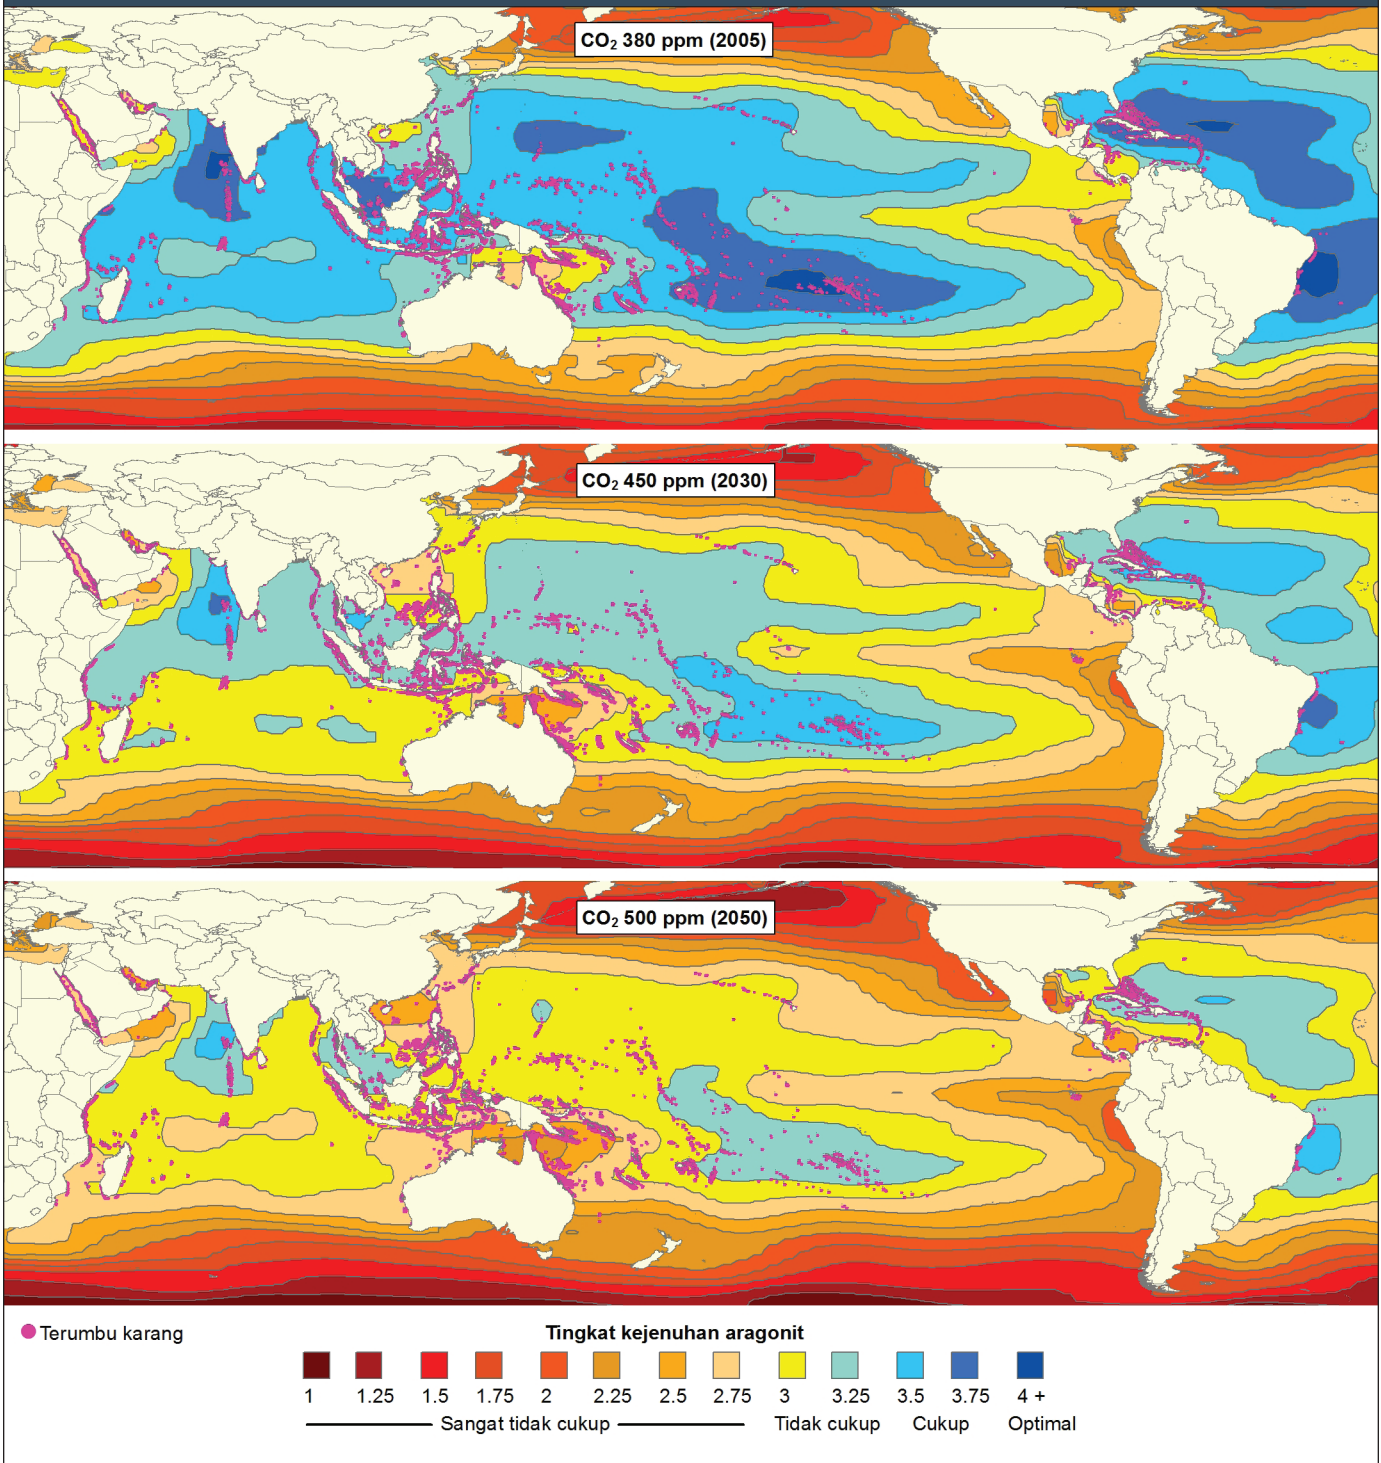 CO₂ 380 ppm (2005)
CO₂ 450 ppm (2030)
CO₂ 500 ppm (2050)
Terumbu karang
Tingkat kejenuhan aragonit
1 1.25 1.5 1.75 2 2.25 2.5 2.75 3 3.25 3.5 3.75 4 +
Sangat tidak cukup Tidak cukup Cukup Optimal